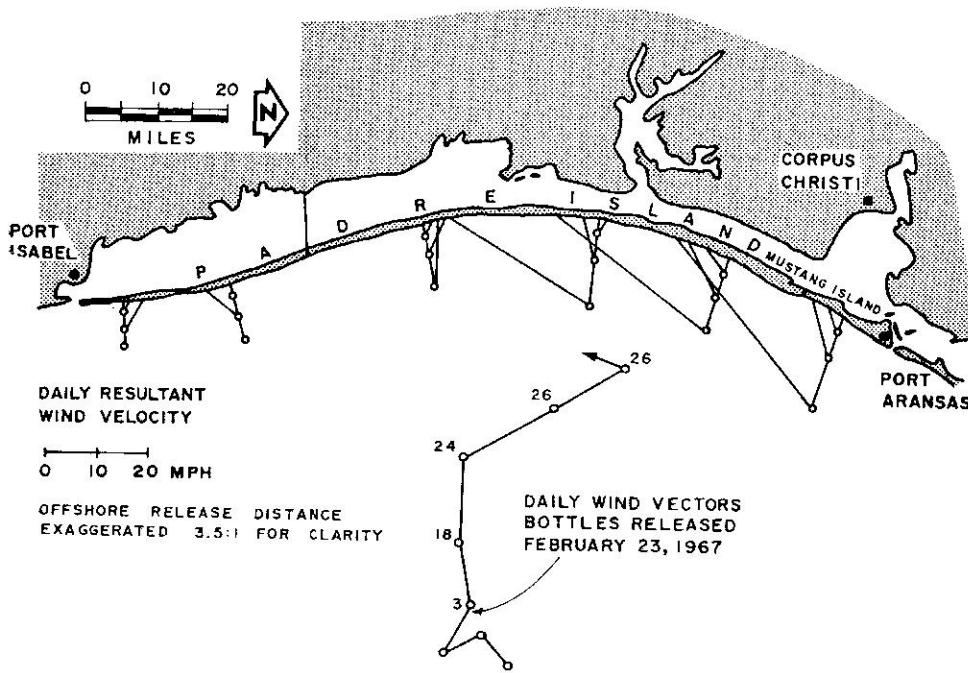 0 10 20
MILES
N
CORPUS
CHRISTI
PORT
ISABEL
PADRE ISLAND
MUSTANG ISLAND
PORT
ARANSAS
DAILY RESULTANT
WIND VELOCITY
0 10 20 MPH
OFFSHORE RELEASE DISTANCE
EXAGGERATED 3.5:1 FOR CLARITY
26
26
24
18
3
DAILY WIND VECTORS
BOTTLES RELEASED
FEBRUARY 23, 1967